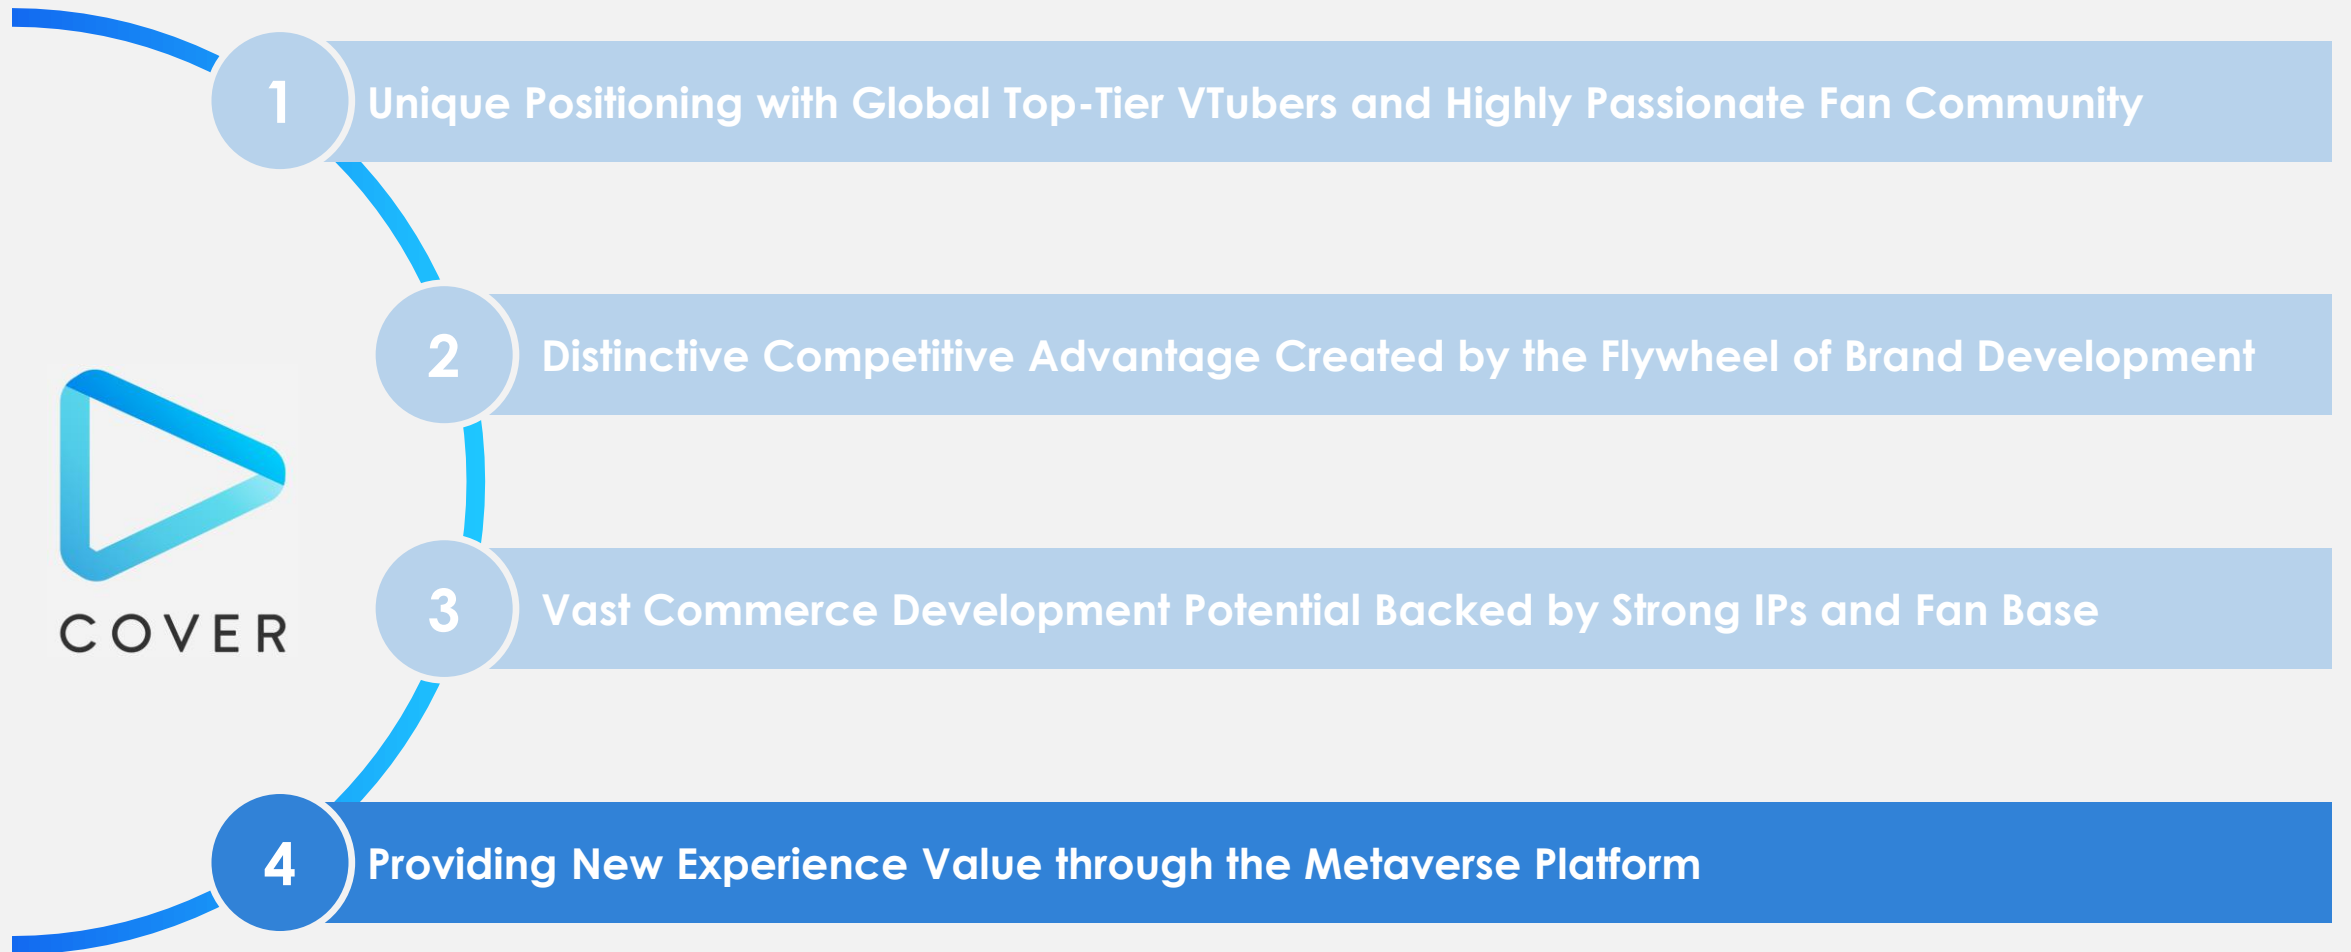 1
Unique Positioning with Global Top-Tier VTubers and Highly Passionate Fan Community
2
Distinctive Competitive Advantage Created by the Flywheel of Brand Development
COVER
3
Vast Commerce Development Potential Backed by Strong IPs and Fan Base
4
Providing New Experience Value through the Metaverse Platform